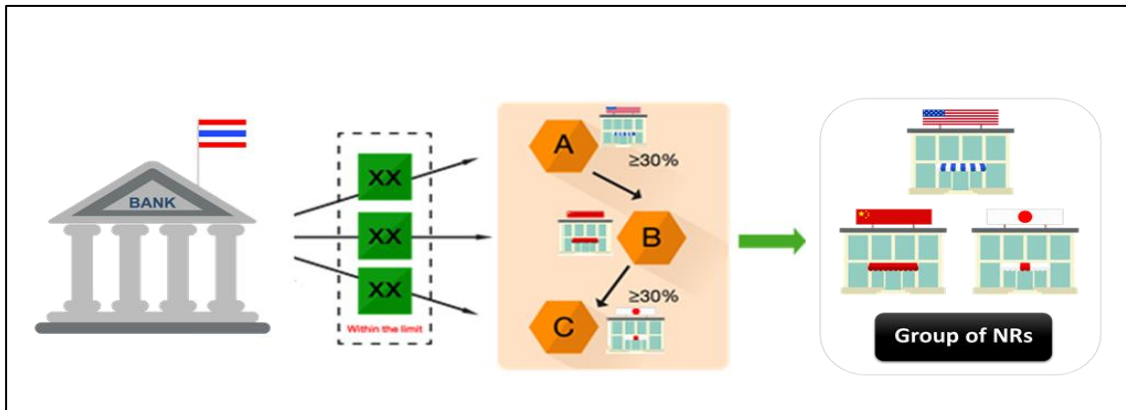 BANK
XX
XX
XX
Within the limit
A
≥30%
B
≥30%
C
Group of NRs